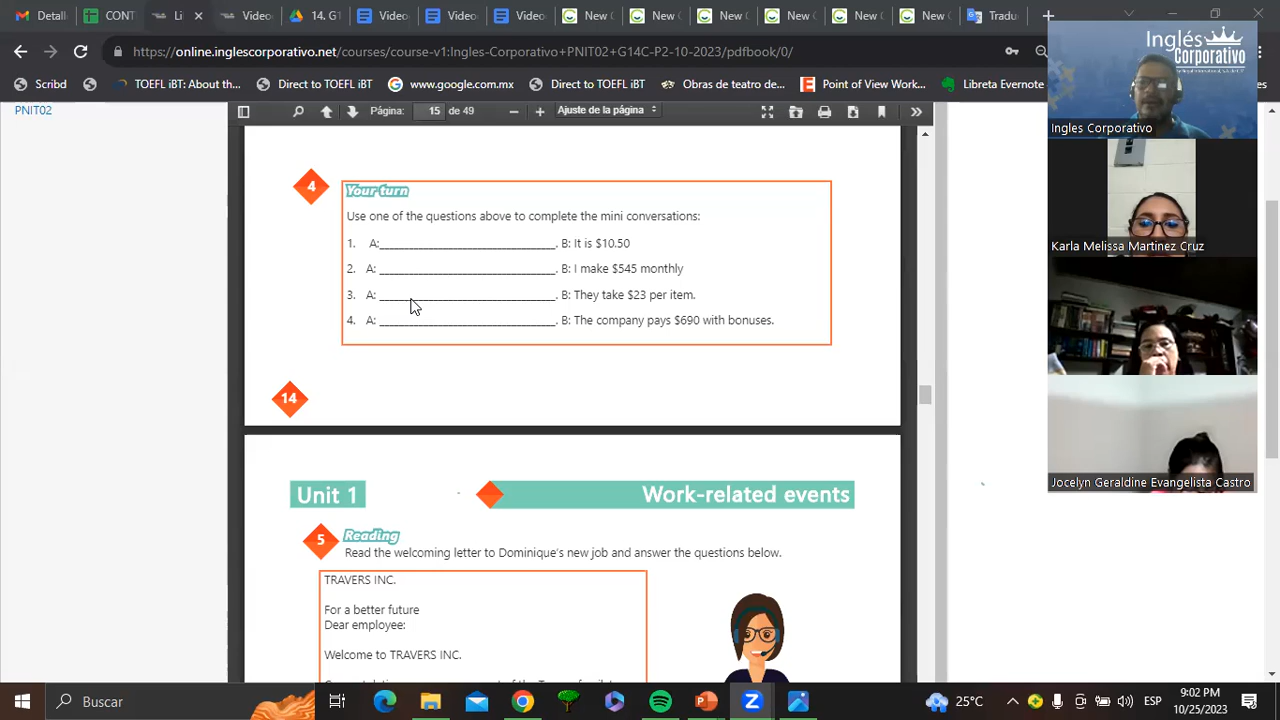 Gmail
CONT
Video
14. G1
Video
Video
Video
New C
New C
New C
New C
New C
New C
Tradu
https://online.inglescorporativo.net/courses/course-v1:Ingles-Corporativo+PNIT02+G14C-P2-10-2023/pdfbook/0/
Scribd
TOEFL iBT: About the...
Direct to TOEFL iBT
www.google.com.mx
Direct to TOEFL iBT
Obras de teatro en...
Point of View Work...
Libreta Evernote
PNIT02
Página: 15 de 49
Ajuste de la página
4
Your turn
Use one of the questions above to complete the mini conversations:
1. A:____________________________. B: It is $10.50
2. A: ____________________________. B: I make $545 monthly
3. A: ____________________________. B: They take $23 per item.
4. A: ____________________________. B: The company pays $690 with bonuses.
14
Unit 1
Work-related events
5
Reading
Read the welcoming letter to Dominique's new job and answer the questions below.
TRAVERS INC.
For a better future
Dear employee:
Welcome to TRAVERS INC.
Inglés
Corporativo
Ingles Corporativo
Karla Melissa Martinez Cruz
Jocelyn Geraldine Evangelista Castro
Buscar
25°C
ESP
9:02 PM
10/25/2023